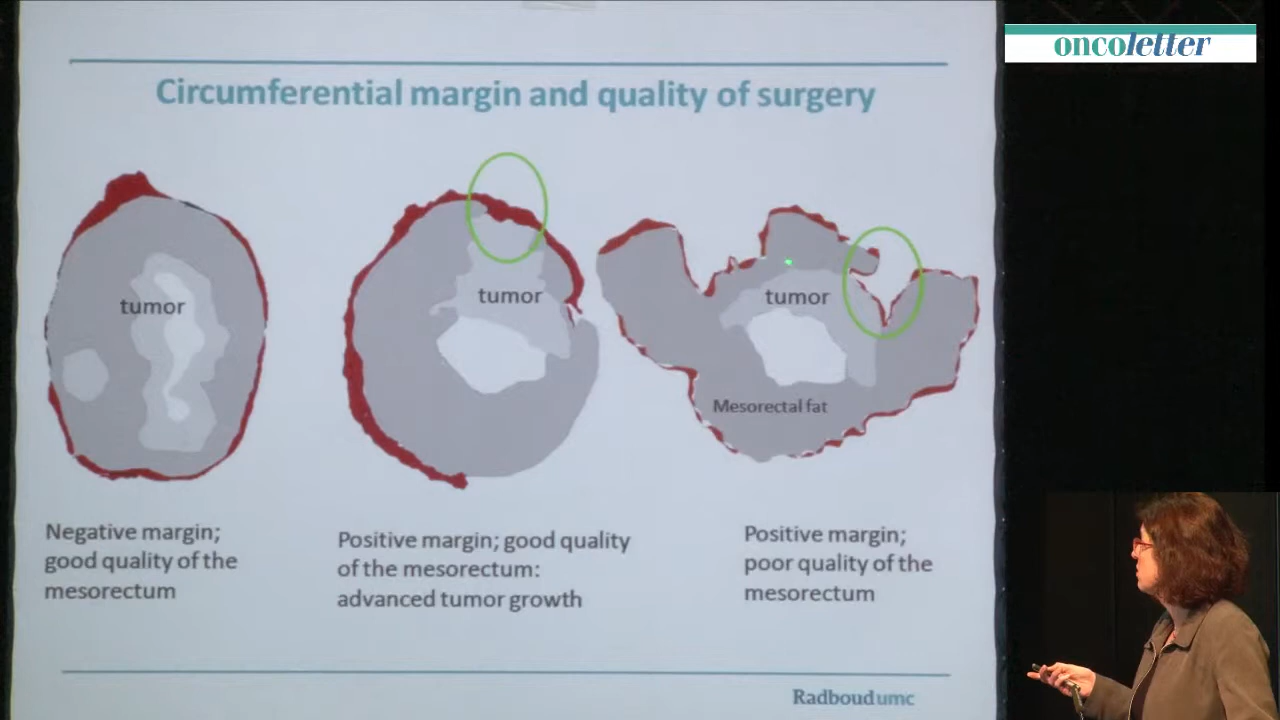 oncoletter
Circumferential margin and quality of surgery
tumor
tumor
tumor
Mesorectal fat
Negative margin;
good quality of the
mesorectum
Positive margin; good quality
of the mesorectum:
advanced tumor growth
Positive margin;
poor quality of the
mesorectum
Radboudumc